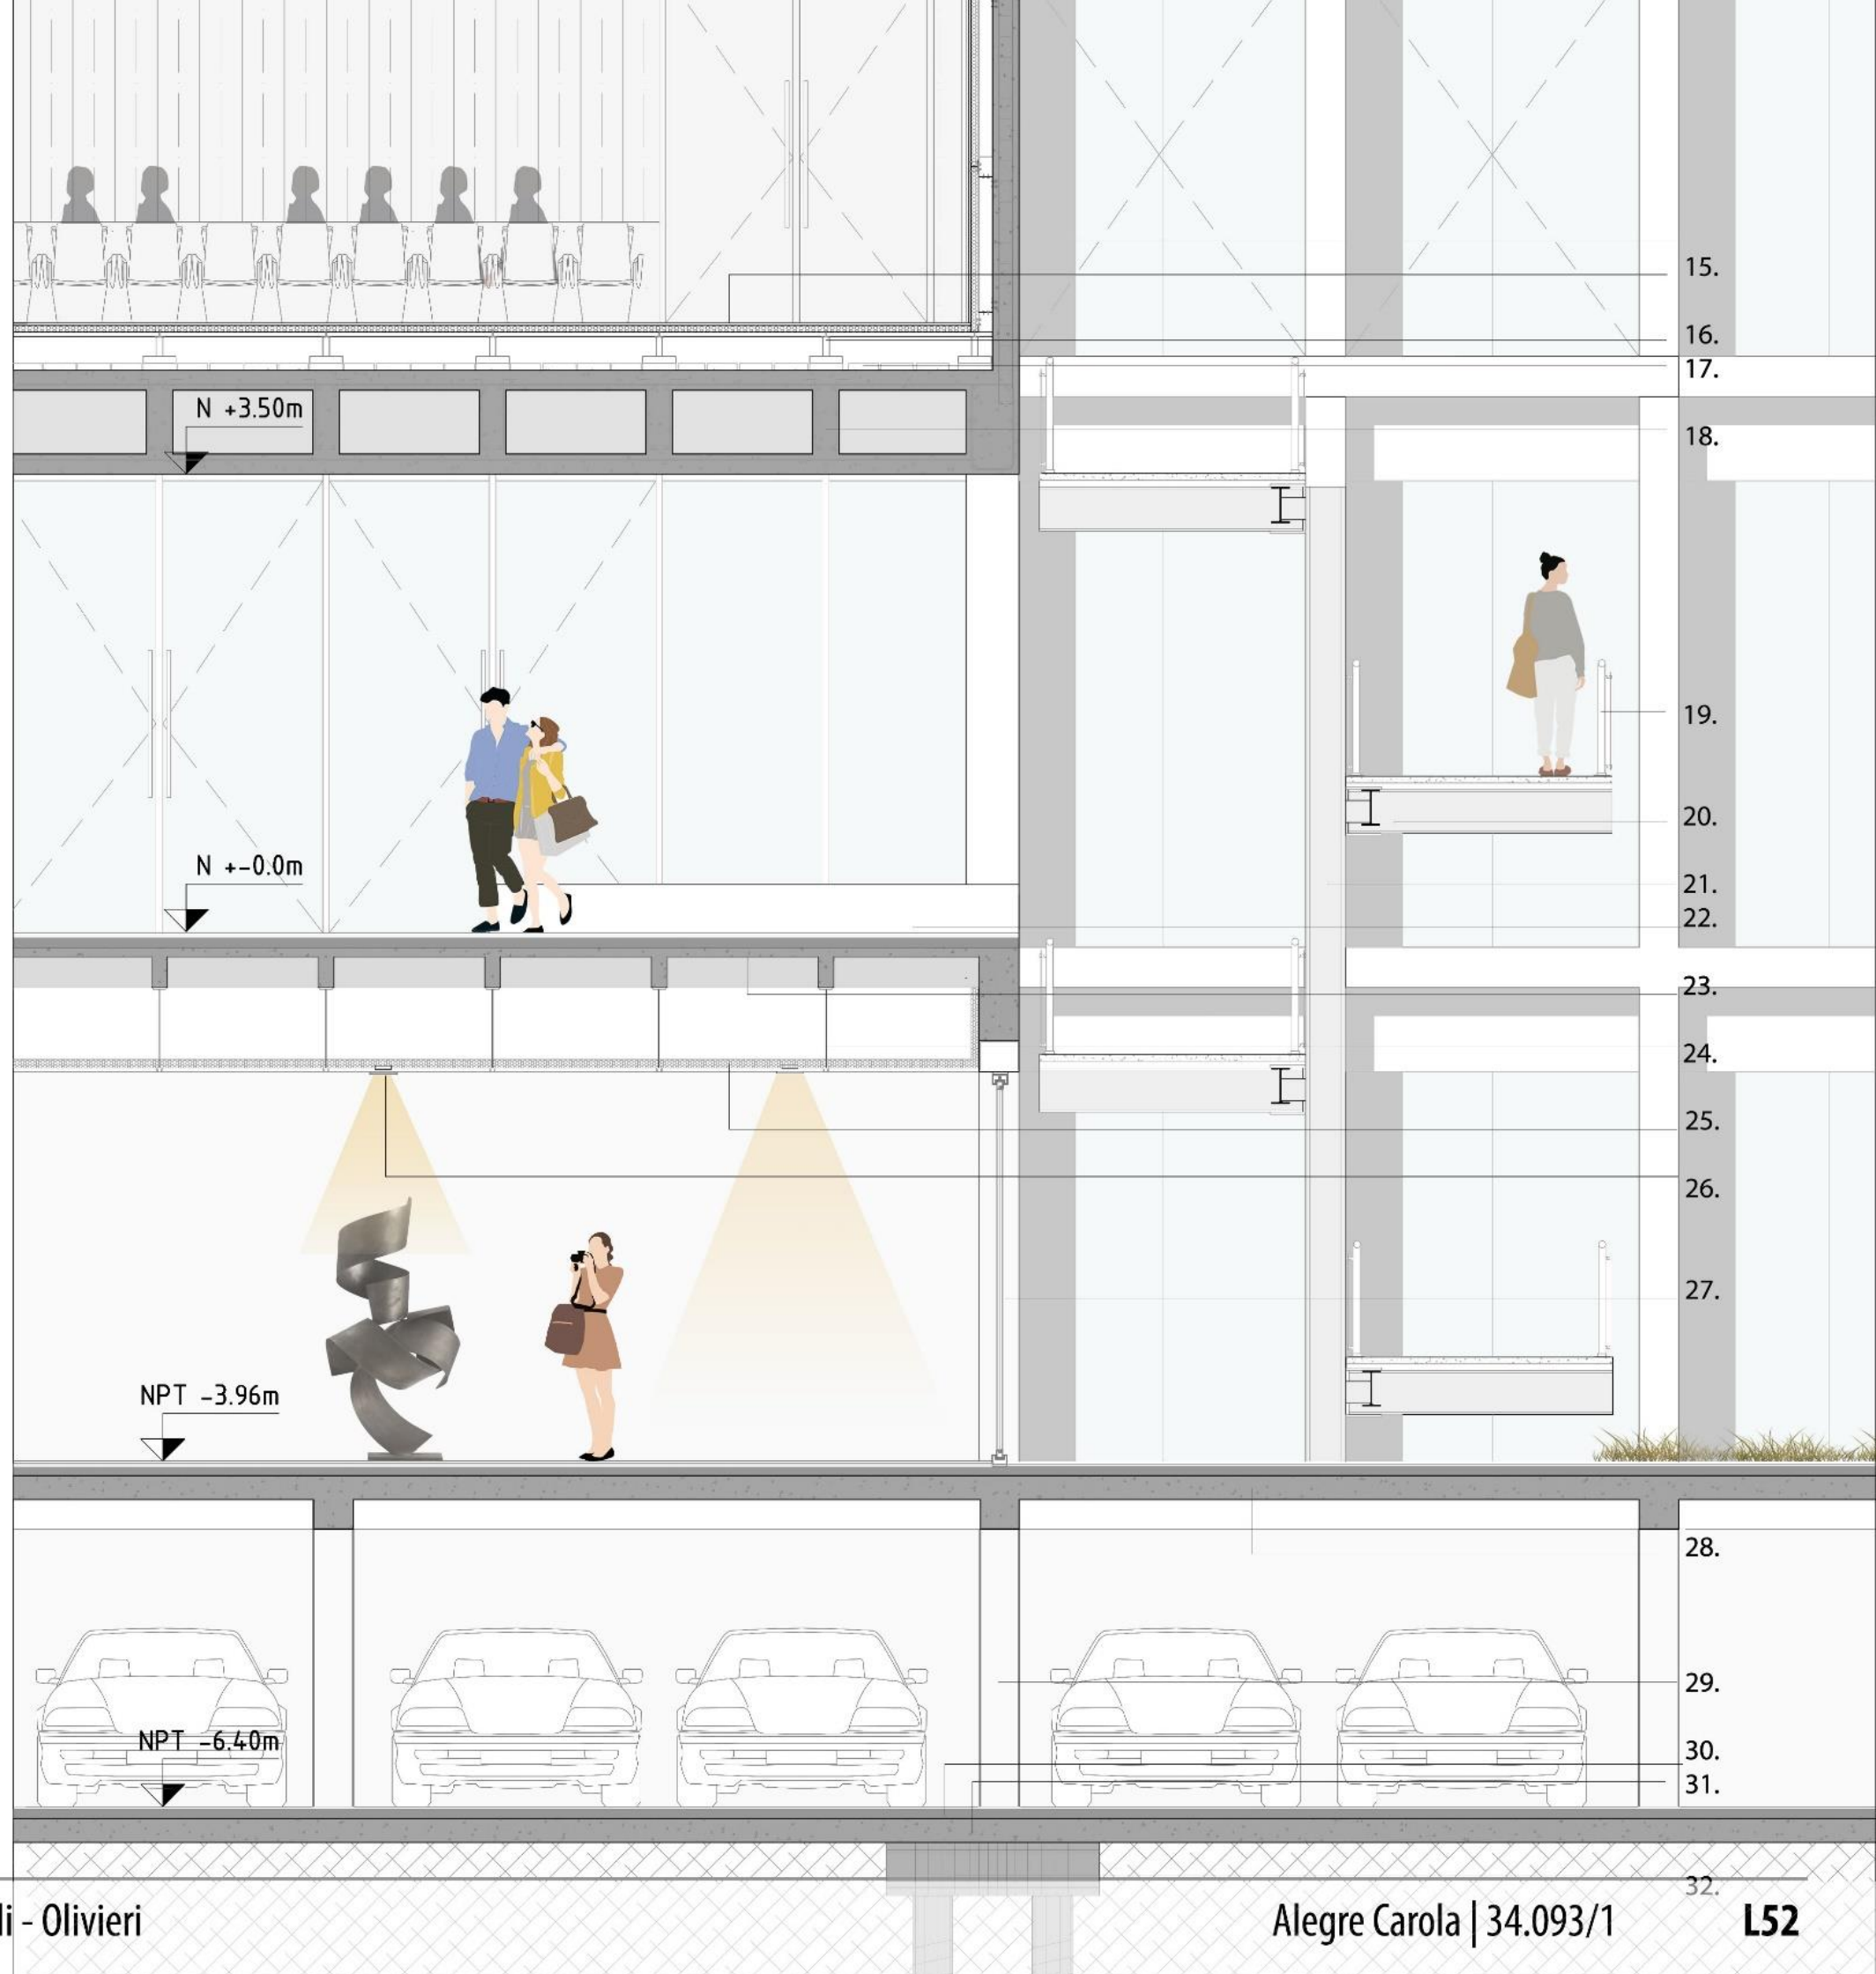 15.
16.
17.
N +3.50m
18.
19.
20.
N +-0.0m
21.
22.
23.
24.
25.
26.
27.
NPT -3.96m
28.
29.
NPT -6.40m
30.
31.
32.
li - Olivieri
Alegre Carola | 34.093/1
L52